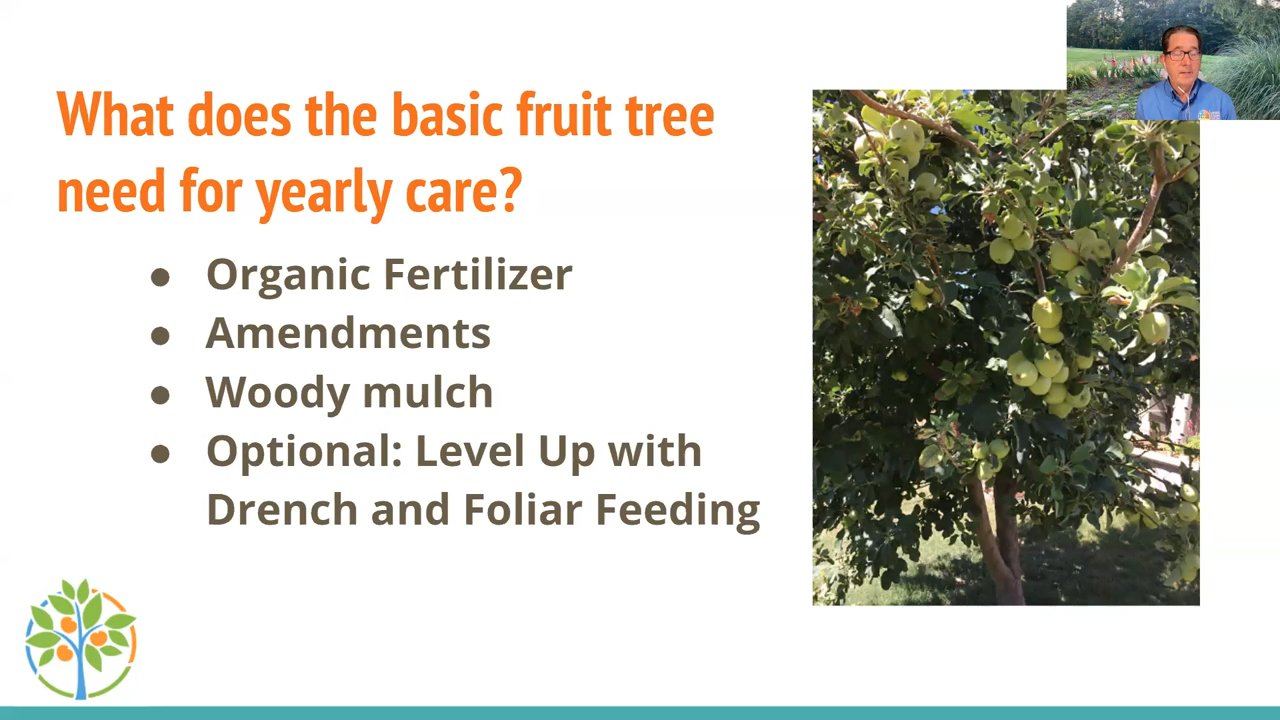 What does the basic fruit tree
need for yearly care?
● Organic Fertilizer
● Amendments
● Woody mulch
● Optional: Level Up with
Drench and Foliar Feeding